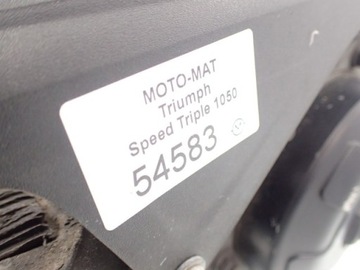 MOTO-MAT
Triumph
Speed Triple 1050
54583 S